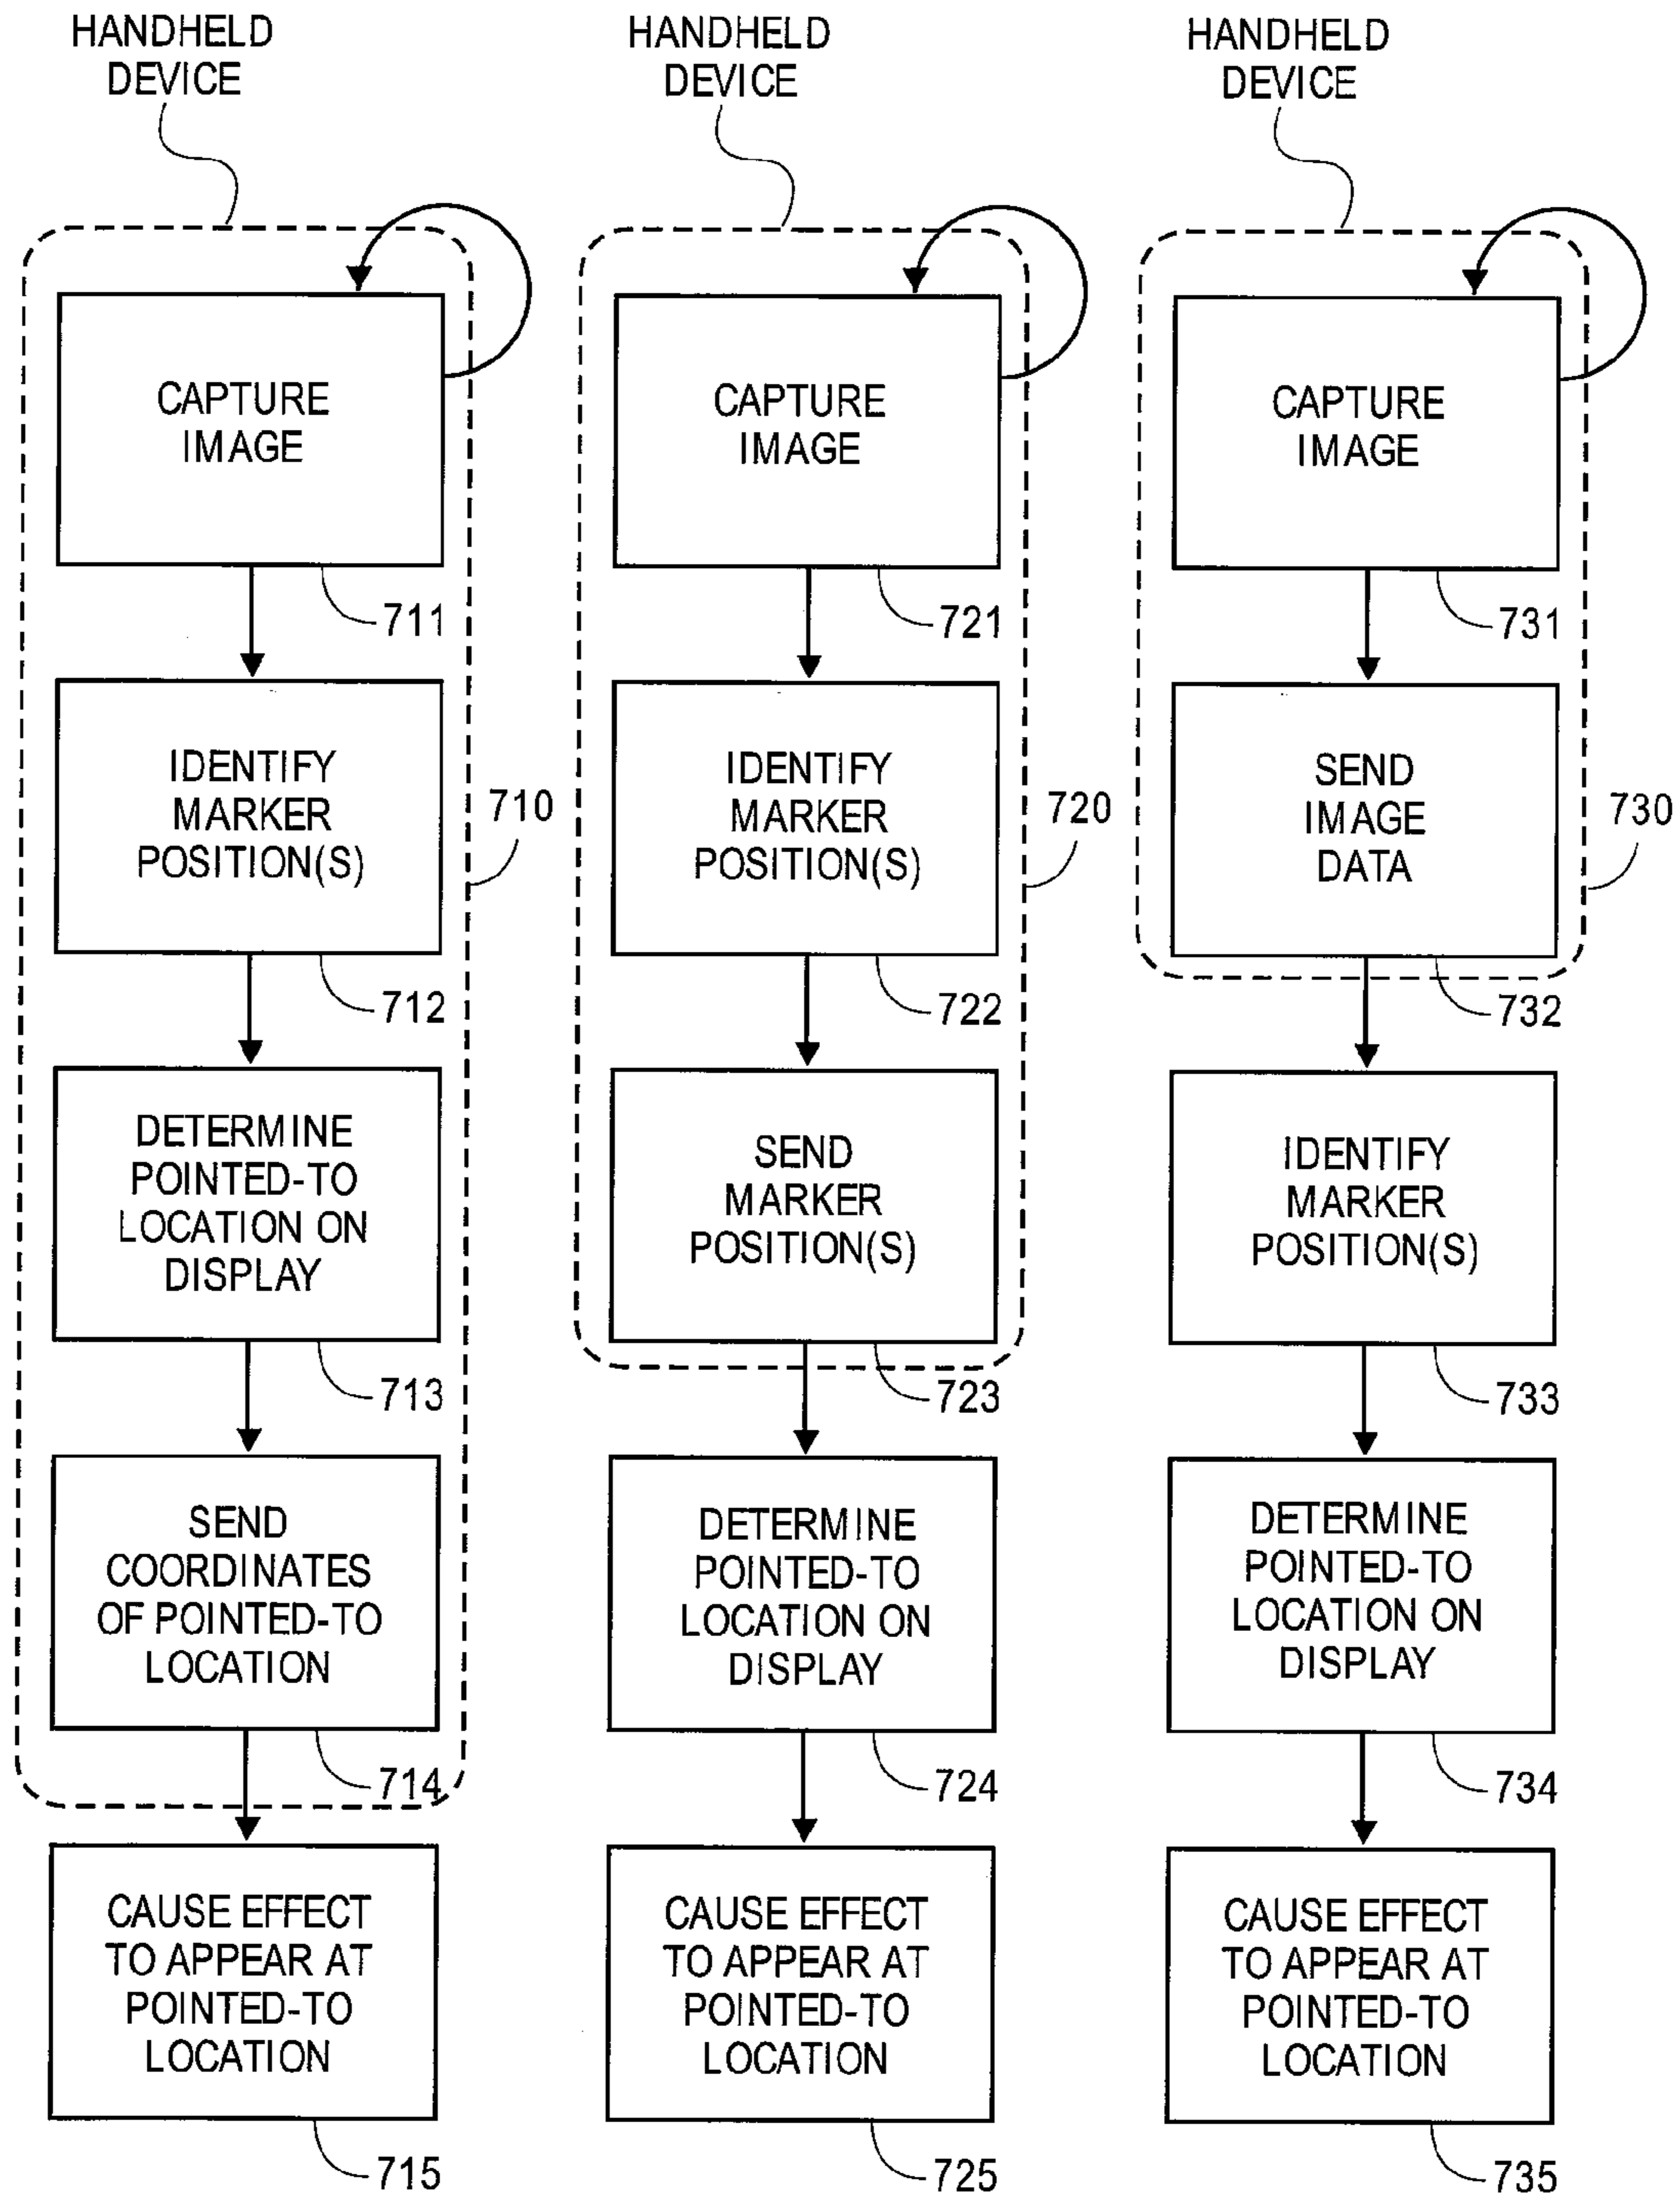 HANDHELD
DEVICE
CAPTURE
IMAGE
711
IDENTIFY
MARKER
POSITION(S)
710
712
DETERMINE
POINTED-TO
LOCATION ON
DISPLAY
713
SEND
COORDINATES
OF POINTED-TO
LOCATION
714
CAUSE EFFECT
TO APPEAR AT
POINTED-TO
LOCATION
715
HANDHELD
DEVICE
CAPTURE
IMAGE
721
IDENTIFY
MARKER
POSITION(S)
720
722
SEND
MARKER
POSITION(S)
723
DETERMINE
POINTED-TO
LOCATION ON
DISPLAY
724
CAUSE EFFECT
TO APPEAR AT
POINTED-TO
LOCATION
725
HANDHELD
DEVICE
CAPTURE
IMAGE
731
SEND
IMAGE
DATA
730
732
IDENTIFY
MARKER
POSITION(S)
733
DETERMINE
POINTED-TO
LOCATION ON
DISPLAY
734
CAUSE EFFECT
TO APPEAR AT
POINTED-TO
LOCATION
735